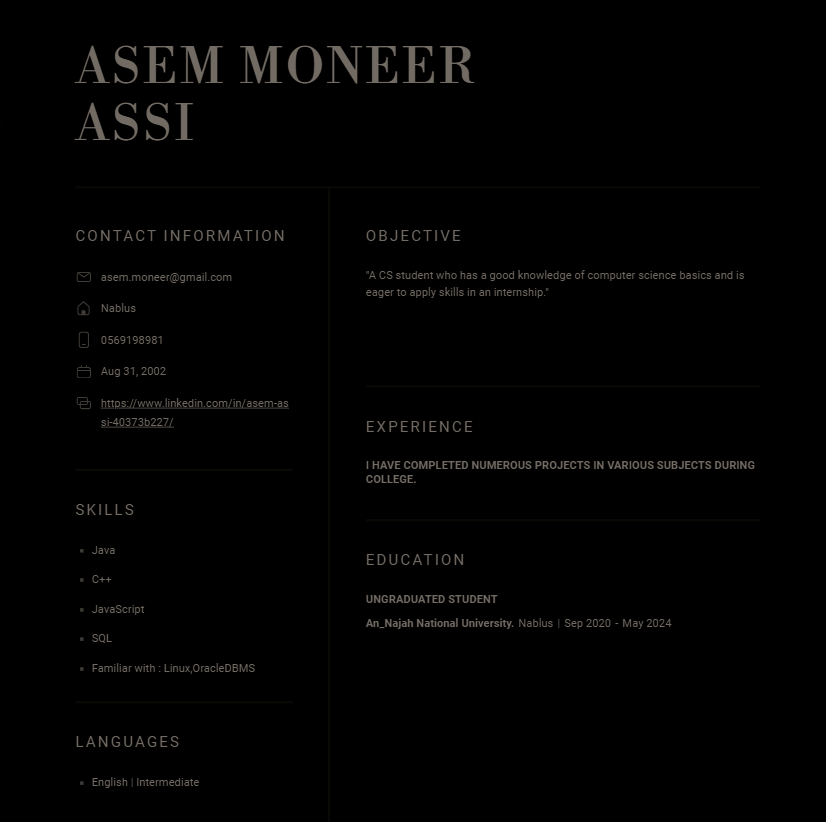 ASEM MONEER
ASSI
CONTACT INFORMATION
asem.moneer@gmail.com
Nablus
0569198981
Aug 31, 2002
https://www.linkedin.com/in/asem-as
si-40373b227/
SKILLS
Java
C++
JavaScript
SQL
Familiar with : Linux,OracleDBMS
LANGUAGES
English | Intermediate
OBJECTIVE
"A CS student who has a good knowledge of computer science basics and is
eager to apply skills in an internship."
EXPERIENCE
I HAVE COMPLETED NUMEROUS PROJECTS IN VARIOUS SUBJECTS DURING
COLLEGE.
EDUCATION
UNGRADUATED STUDENT
An_Najah National University. Nablus | Sep 2020 - May 2024